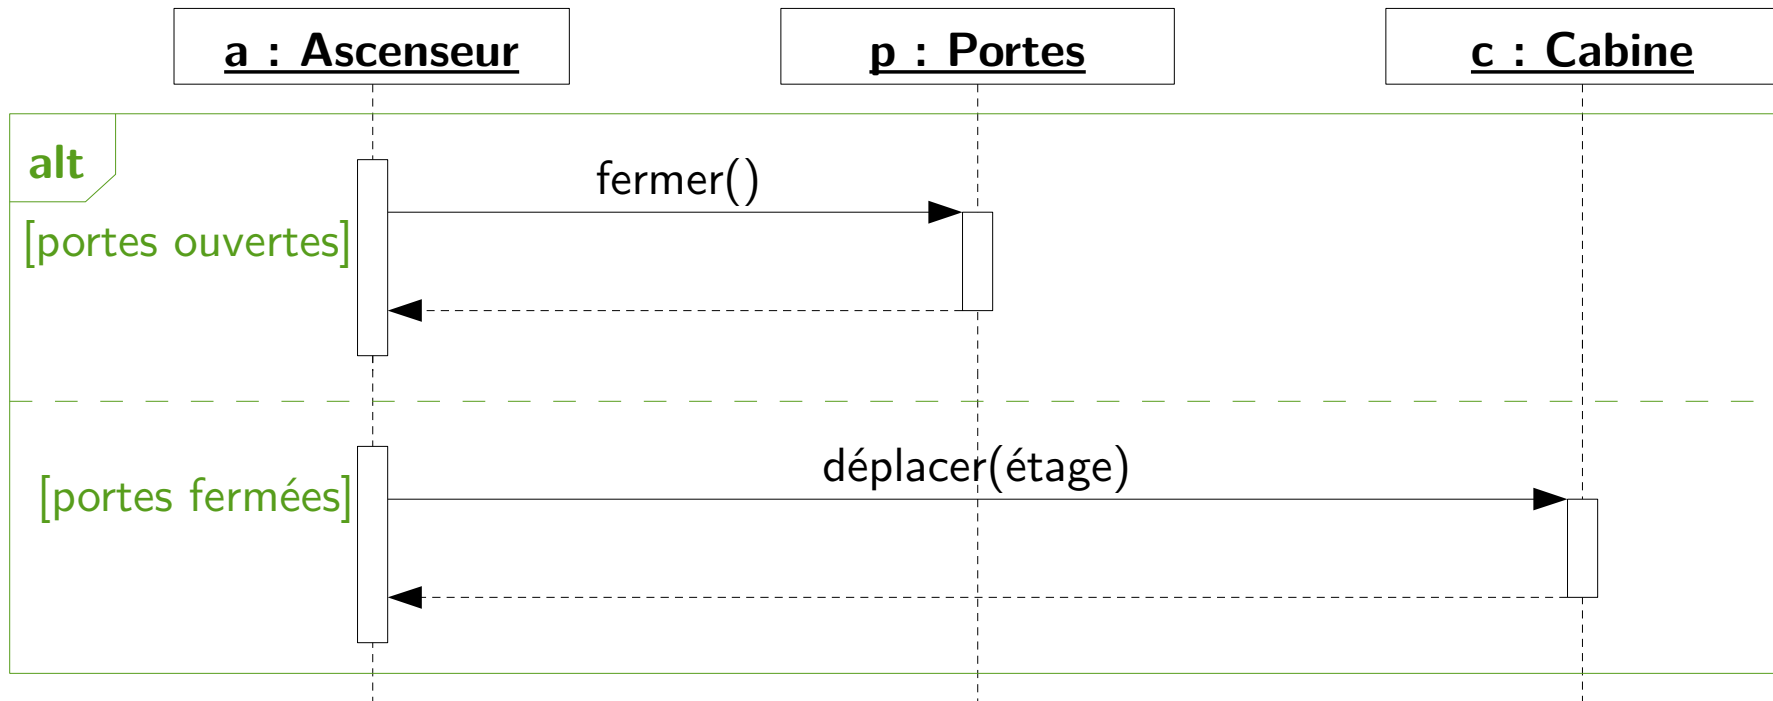 a : Ascenseur
p : Portes
c : Cabine
alt
fermer()
[portes ouvertes]
déplacer(étage)
[portes fermées]